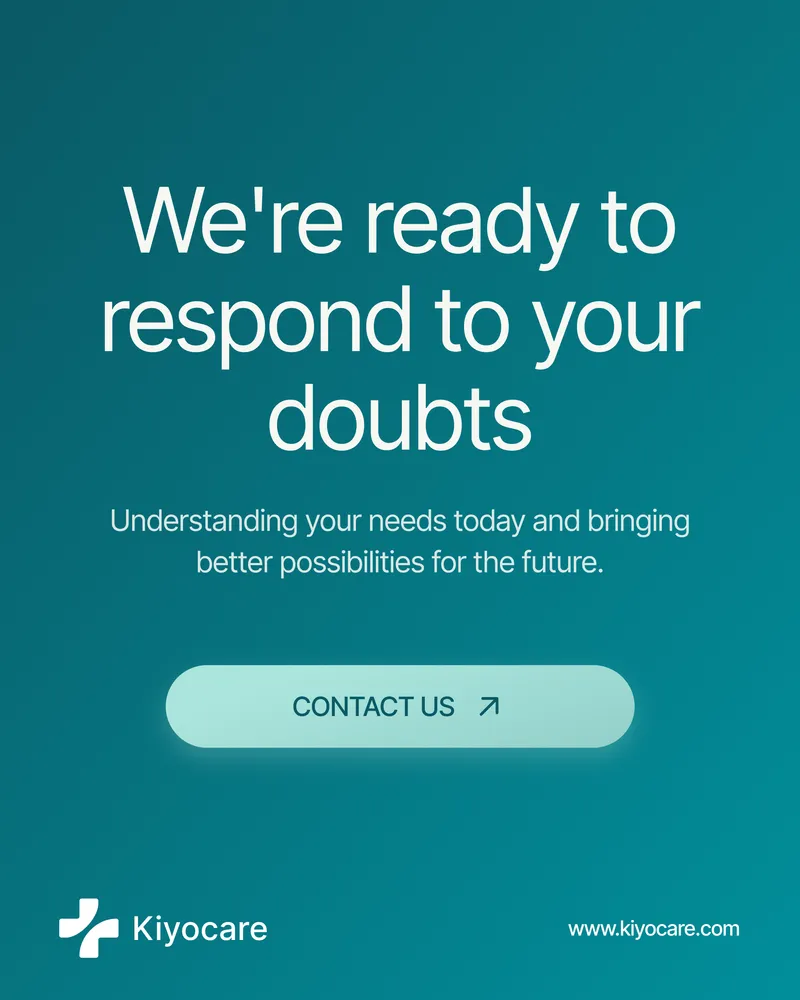 We're ready to
respond to your
doubts
Understanding your needs today and bringing
better possibilities for the future.
CONTACT US
Kiyocare
www.kiyocare.com